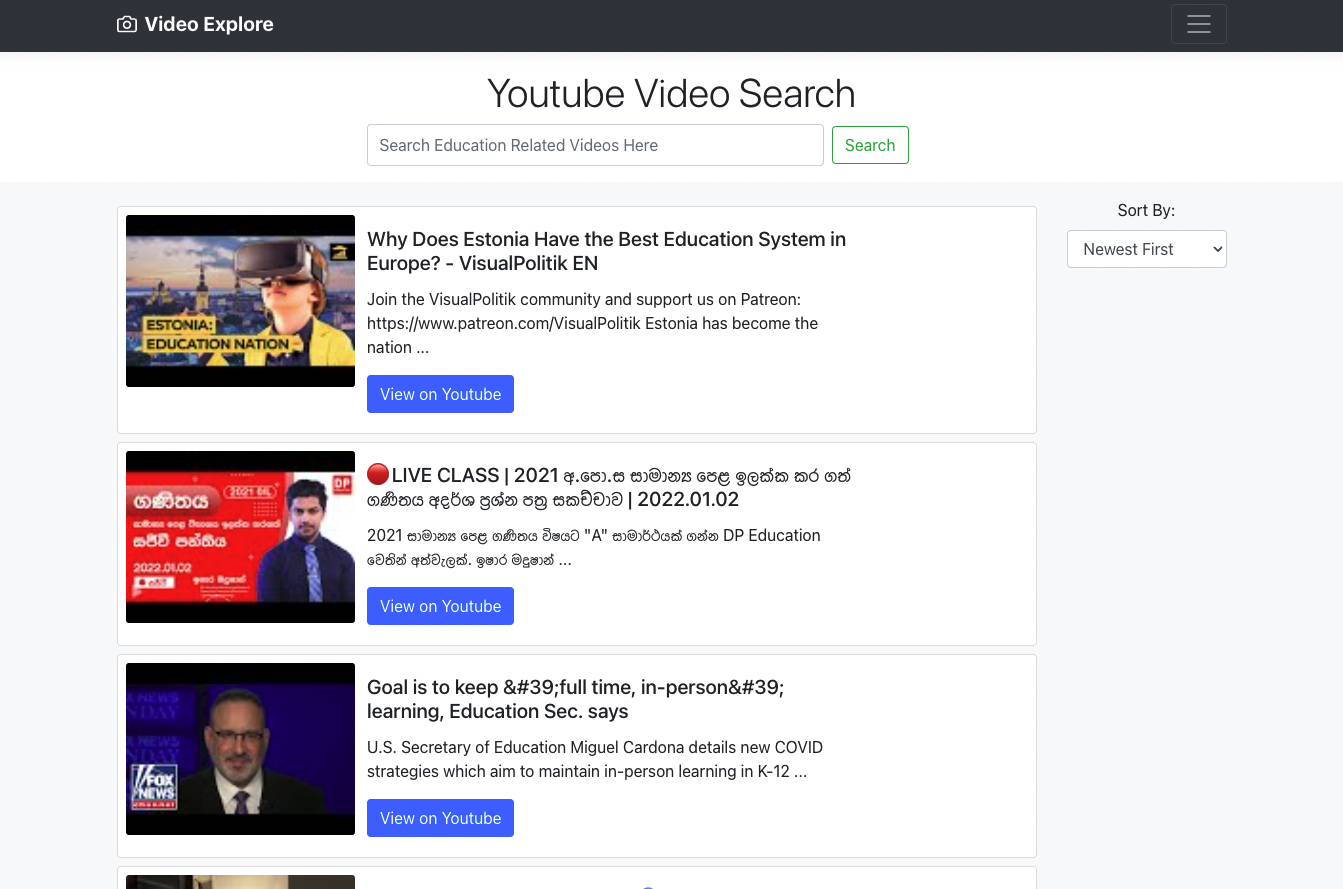 Video Explore
Youtube Video Search
Search Education Related Videos Here
Search
Sort By:
Newest First
ESTONIA:
EDUCATION NATION
Why Does Estonia Have the Best Education System in
Europe? - VisualPolitik EN
Join the VisualPolitik community and support us on Patreon:
https://www.patreon.com/VisualPolitik Estonia has become the
nation ...
View on Youtube
ගණිතය
2021 O/L
DP
සජීවී පන්තිය
2022.01.02
🔴LIVE CLASS | 2021 අ.පො.ස සාමාන්‍ය පෙළ ඉලක්ක කර ගත්
ගණිතය අදර්ශ ප්‍රශ්න පත්‍ර සකච්චාව | 2022.01.02
2021 සාමාන්‍ය පෙළ ගණිතය විෂයට "A" සාමාර්ථයක් ගන්න DP Education
වෙතින් අත්වැලක්. ඉෂාර මදුෂාන් ...
View on Youtube
FOX
NEWS
channel
Goal is to keep &#39;full time, in-person&#39;
learning, Education Sec. says
U.S. Secretary of Education Miguel Cardona details new COVID
strategies which aim to maintain in-person learning in K-12 ...
View on Youtube